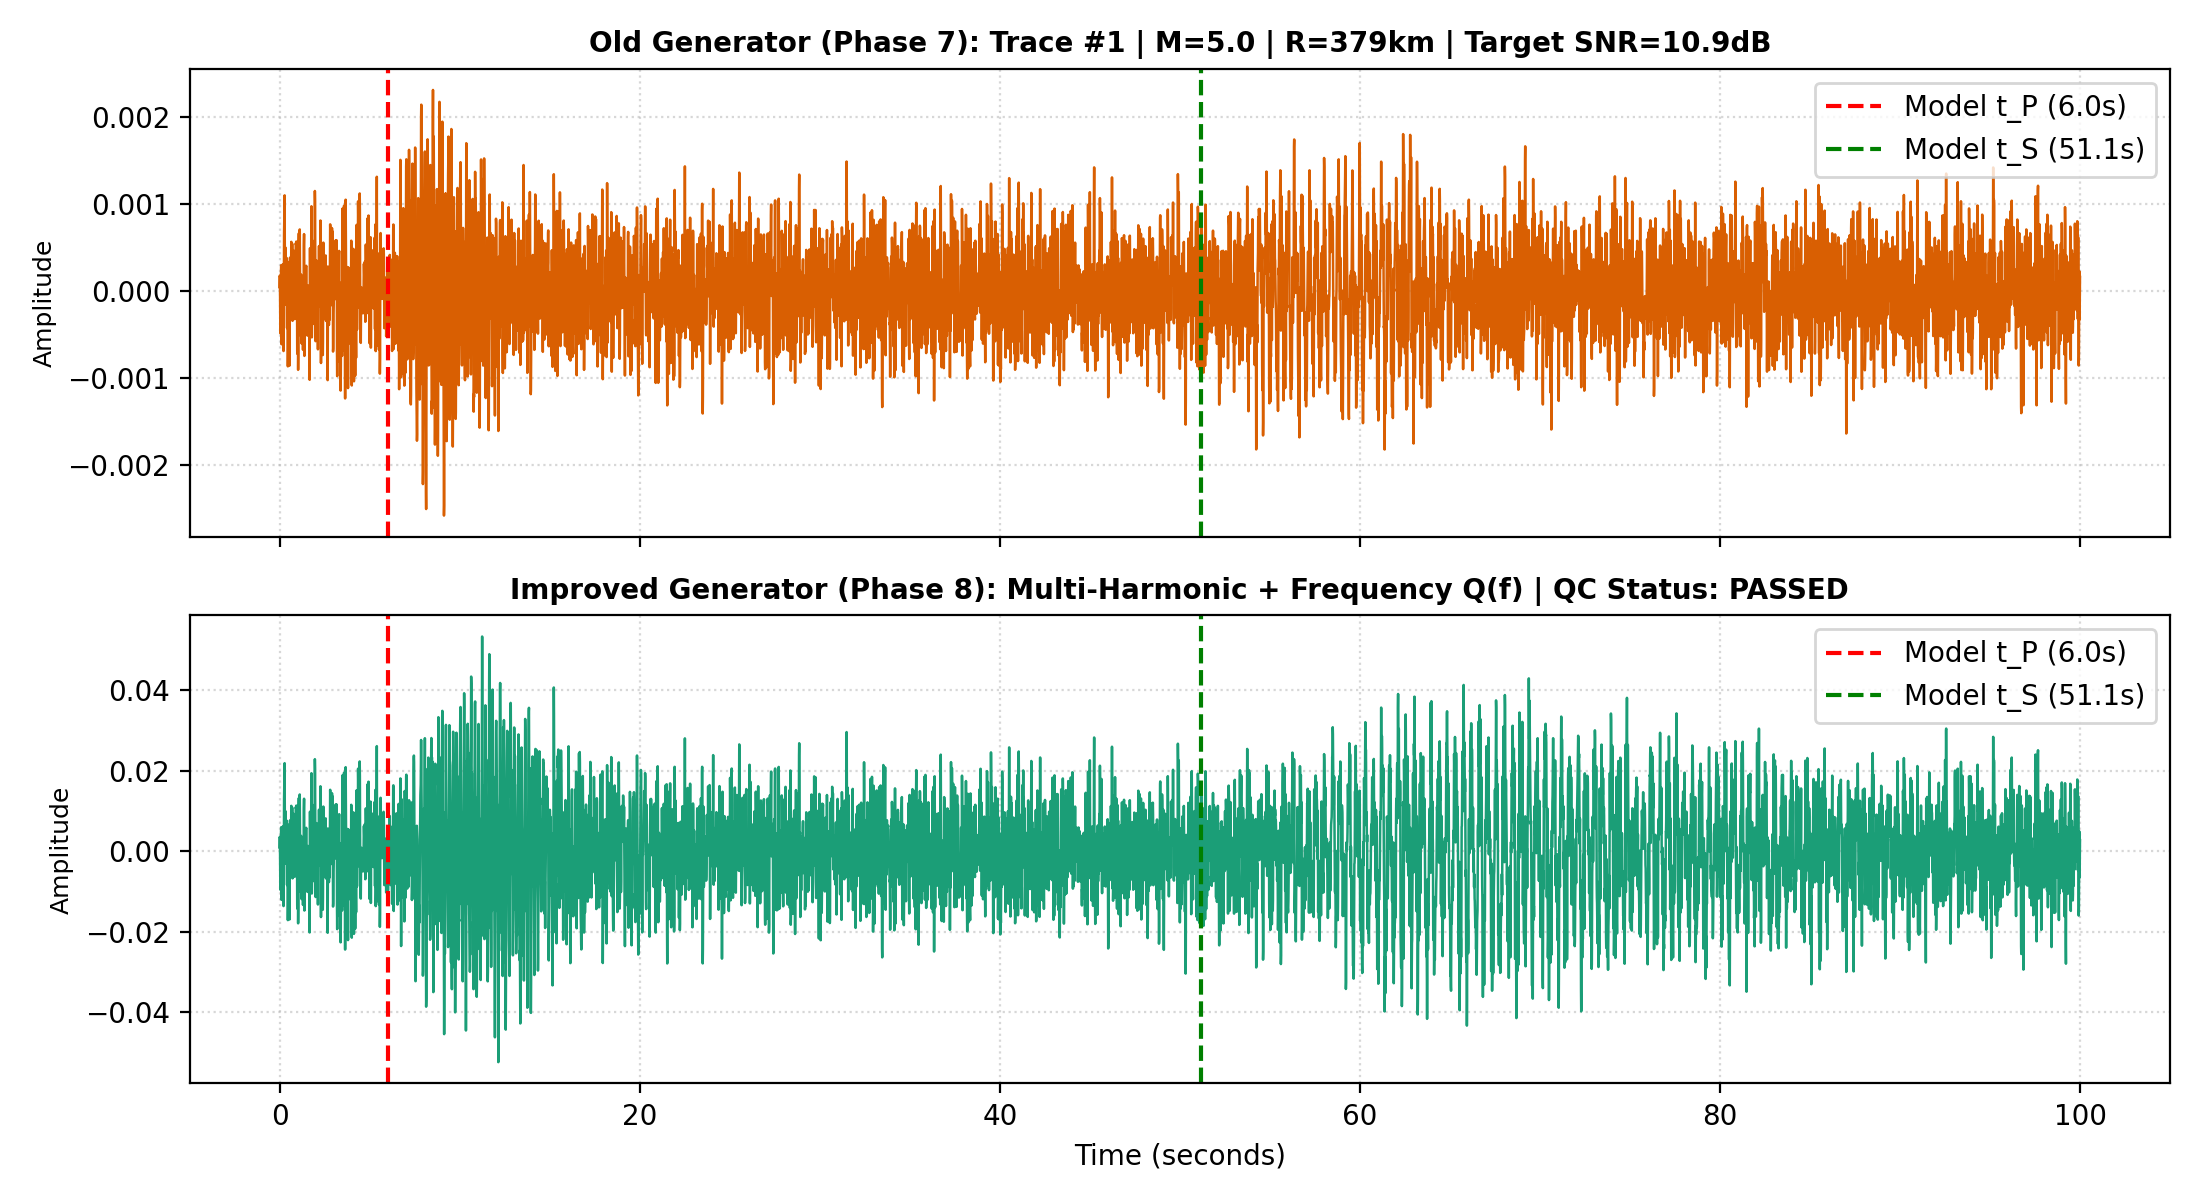 Old Generator (Phase 7): Trace #1 | M=5.0 | R=379km | Target SNR=10.9dB
Model t_P (6.0s)
Model t_S (51.1s)
Amplitude
0.002
0.001
0.000
−0.001
−0.002
Improved Generator (Phase 8): Multi-Harmonic + Frequency Q(f) | QC Status: PASSED
Model t_P (6.0s)
Model t_S (51.1s)
Amplitude
0.04
0.02
0.00
−0.02
−0.04
0 20 40 60 80 100
Time (seconds)